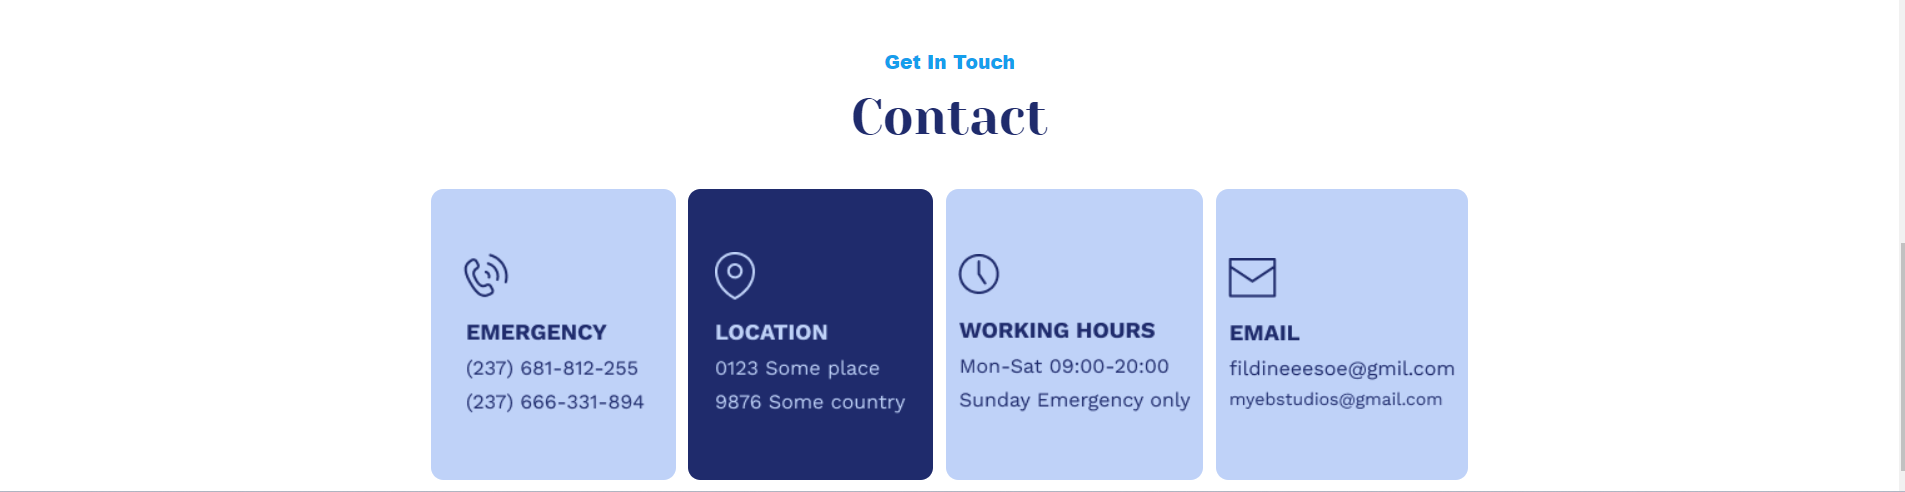 Get In Touch
Contact
EMERGENCY
(237) 681-812-255
(237) 666-331-894
LOCATION
0123 Some place
9876 Some country
WORKING HOURS
Mon-Sat 09:00-20:00
Sunday Emergency only
EMAIL
fildineeesoe@gmil.com
myebstudios@gmail.com